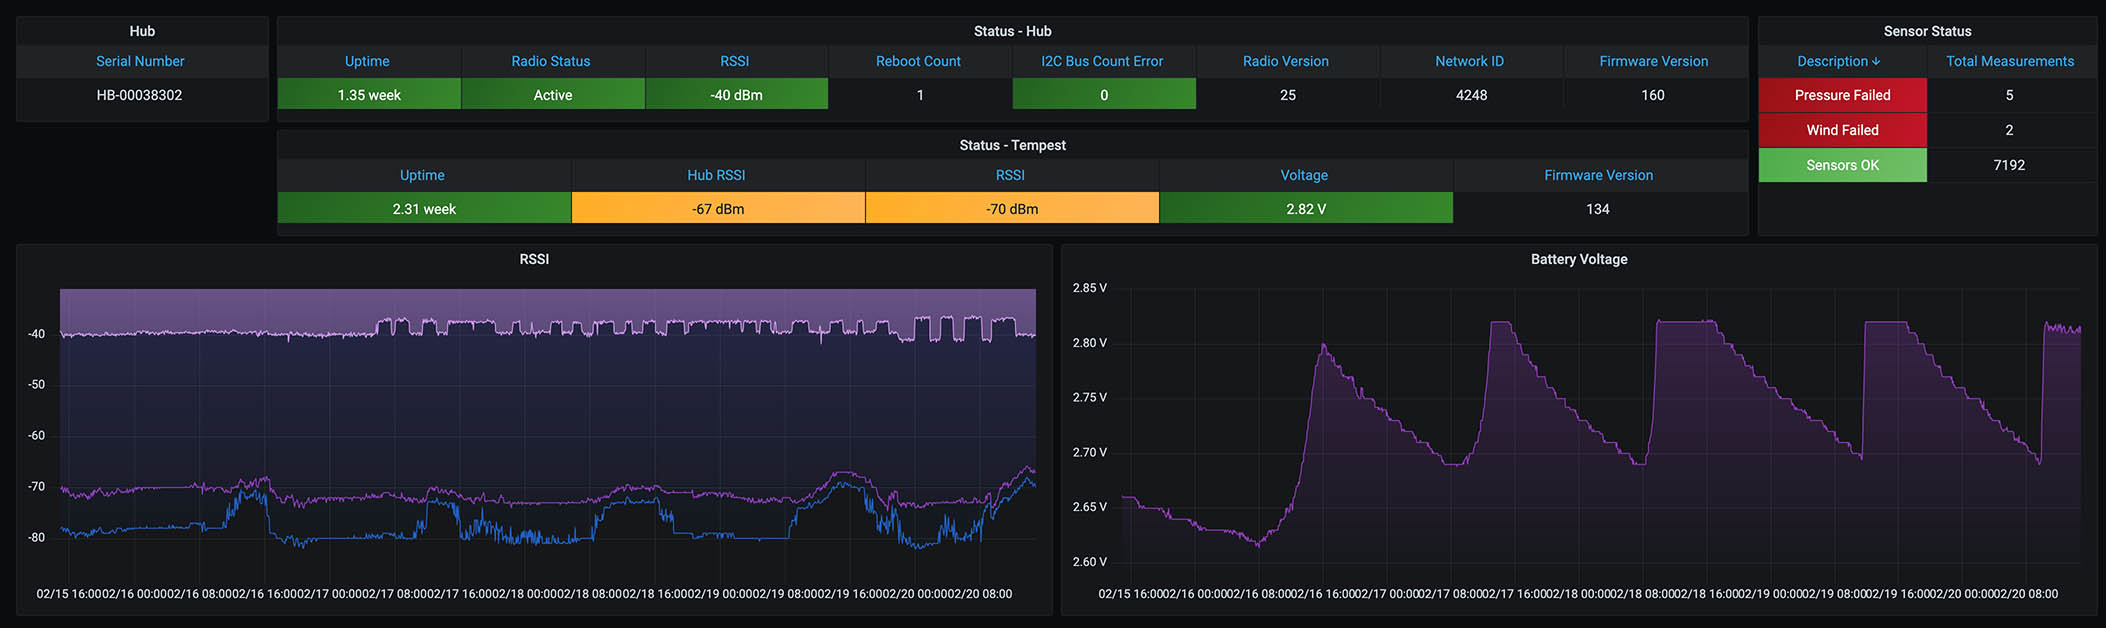 Hub
Serial Number
HB-00038302
Status - Hub
Uptime Radio Status RSSI Reboot Count I2C Bus Count Error Radio Version Network ID Firmware Version
1.35 week Active -40 dBm 1 0 25 4248 160
Status - Tempest
Uptime Hub RSSI RSSI Voltage Firmware Version
2.31 week -67 dBm -70 dBm 2.82 V 134
Sensor Status
Description ↓ Total Measurements
Pressure Failed 5
Wind Failed 2
Sensors OK 7192
RSSI
-40
-50
-60
-70
-80
02/15 16:00 02/16 00:00 02/16 08:00 02/16 16:00 02/17 00:00 02/17 08:00 02/17 16:00 02/18 00:00 02/18 08:00 02/18 16:00 02/19 00:00 02/19 08:00 02/19 16:00 02/20 00:00 02/20 08:00
Battery Voltage
2.85 V
2.80 V
2.75 V
2.70 V
2.65 V
2.60 V
02/15 16:00 02/16 00:00 02/16 08:00 02/16 16:00 02/17 00:00 02/17 08:00 02/17 16:00 02/18 00:00 02/18 08:00 02/18 16:00 02/19 00:00 02/19 08:00 02/19 16:00 02/20 00:00 02/20 08:00